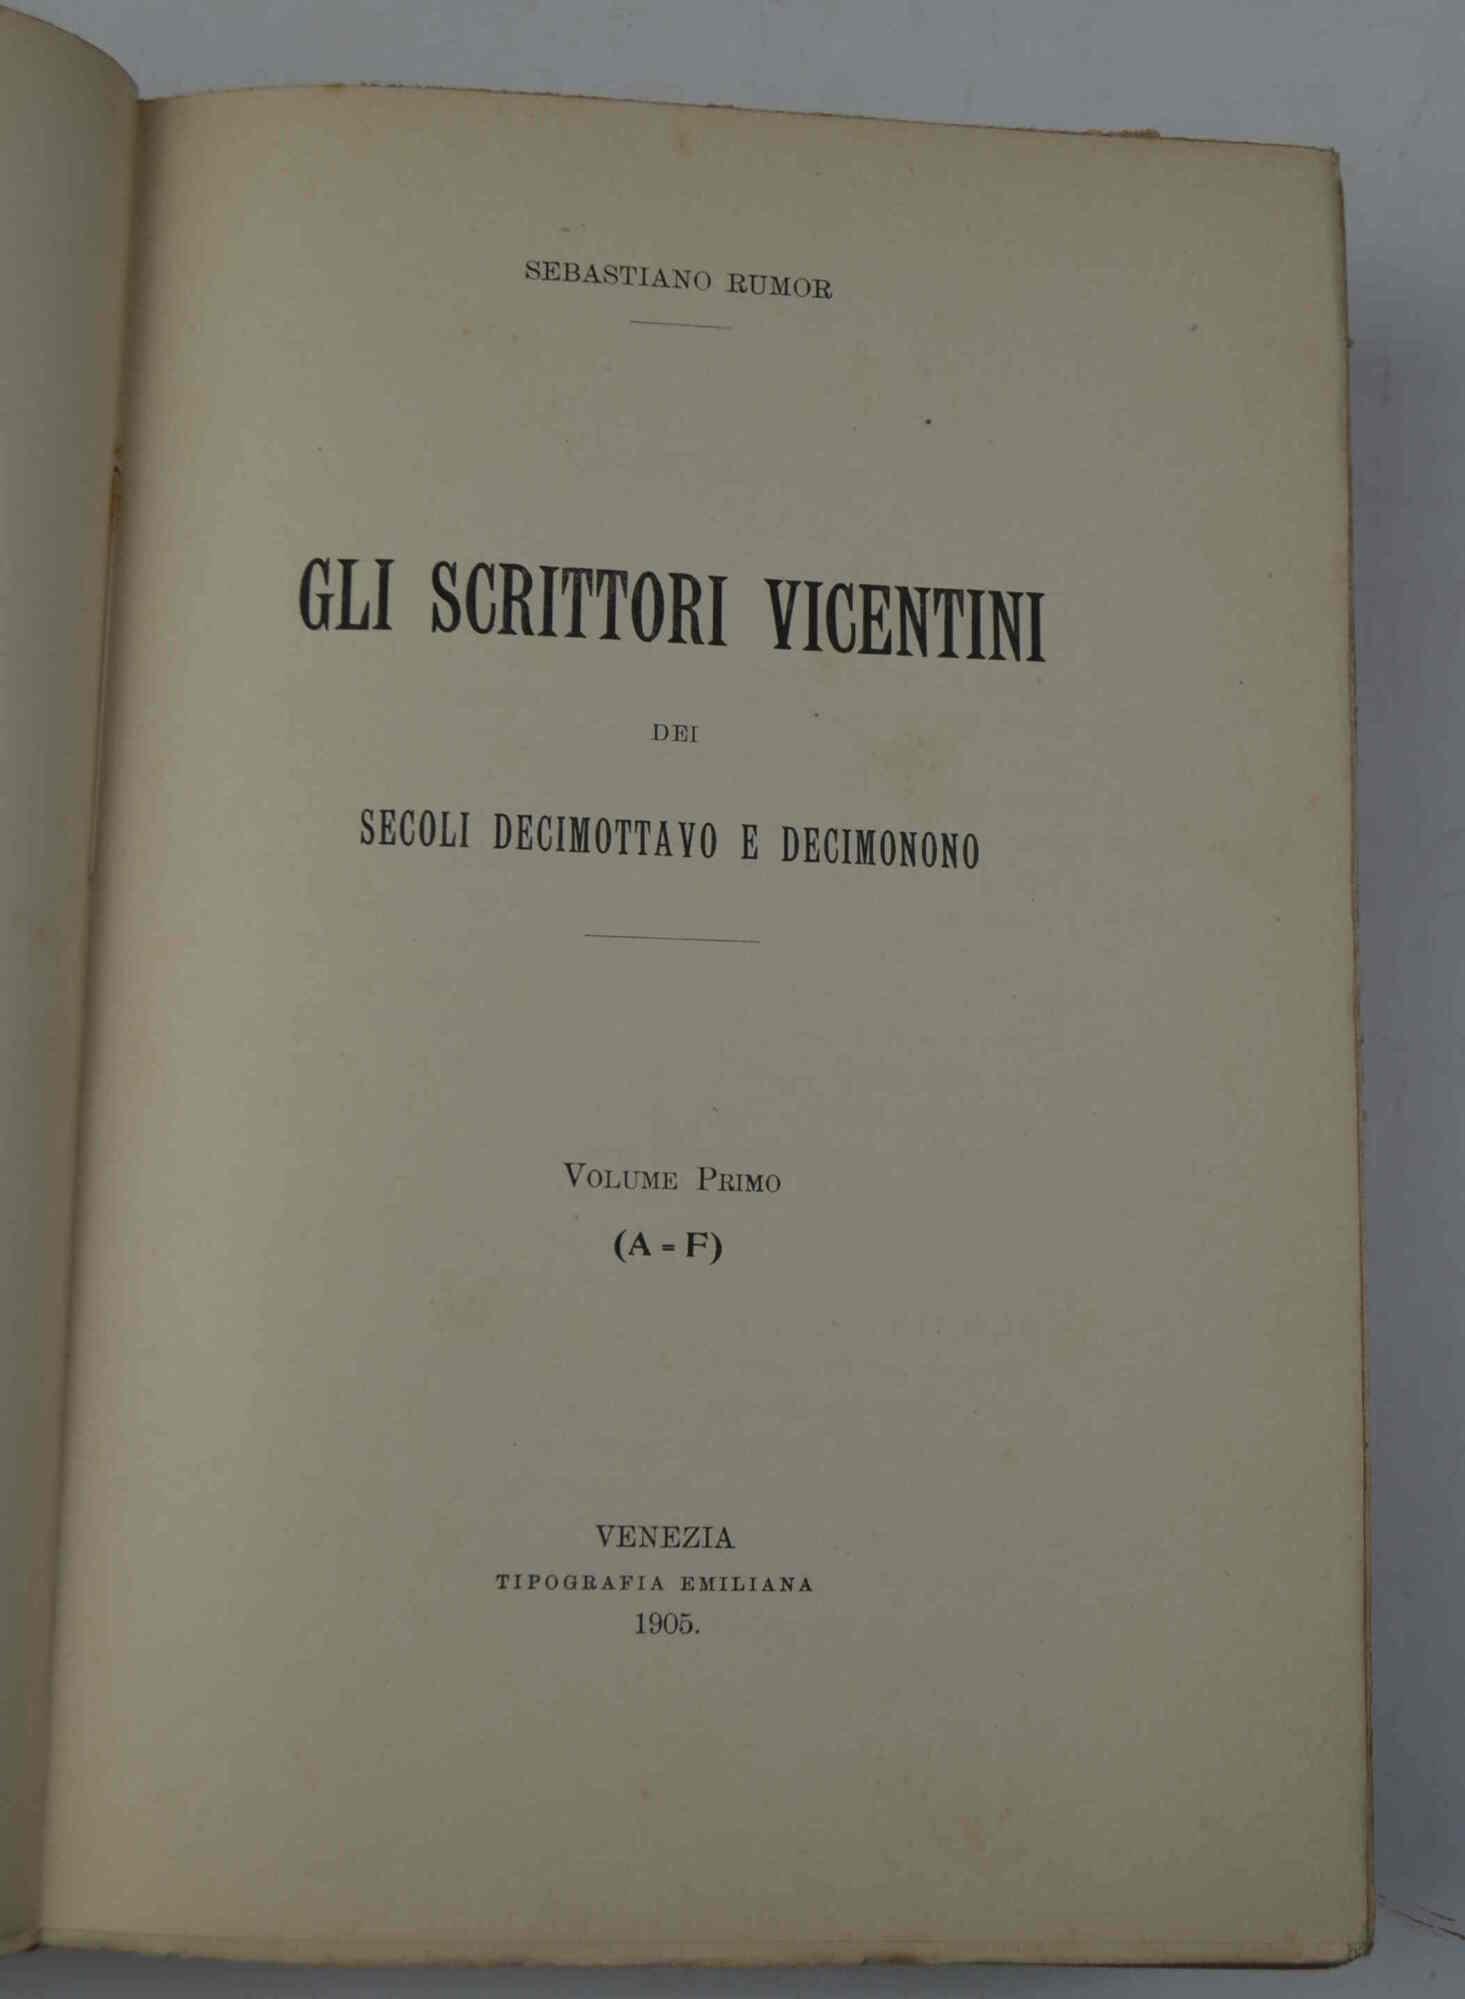 SEBASTIANO RUMOR
GLI SCRITTORI VICENTINI
DEI
SECOLI DECIMOTTAVO E DECIMONONO
VOLUME PRIMO
(A = F)
VENEZIA
TIPOGRAFIA EMILIANA
1905.